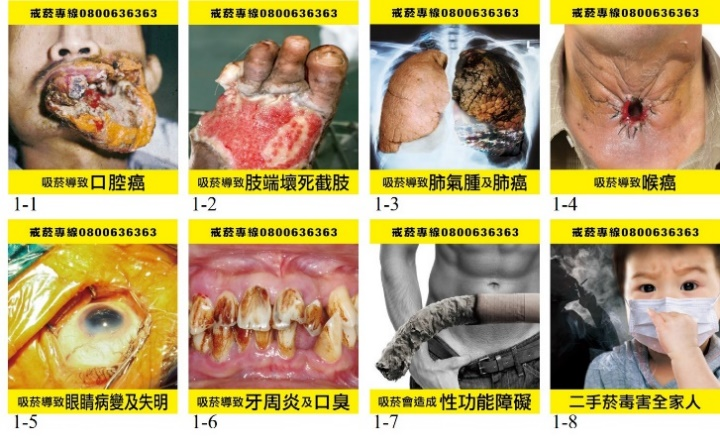 戒菸專線0800636363
吸菸導致口腔癌
1-1
戒菸專線0800636363
吸菸導致肢端壞死截肢
1-2
戒菸專線0800636363
吸菸導致肺氣腫及肺癌
1-3
戒菸專線0800636363
吸菸導致喉癌
1-4
戒菸專線0800636363
吸菸導致眼睛病變及失明
1-5
戒菸專線0800636363
吸菸導致牙周炎及口臭
1-6
戒菸專線0800636363
吸菸會造成性功能障礙
1-7
戒菸專線0800636363
二手菸毒害全家人
1-8